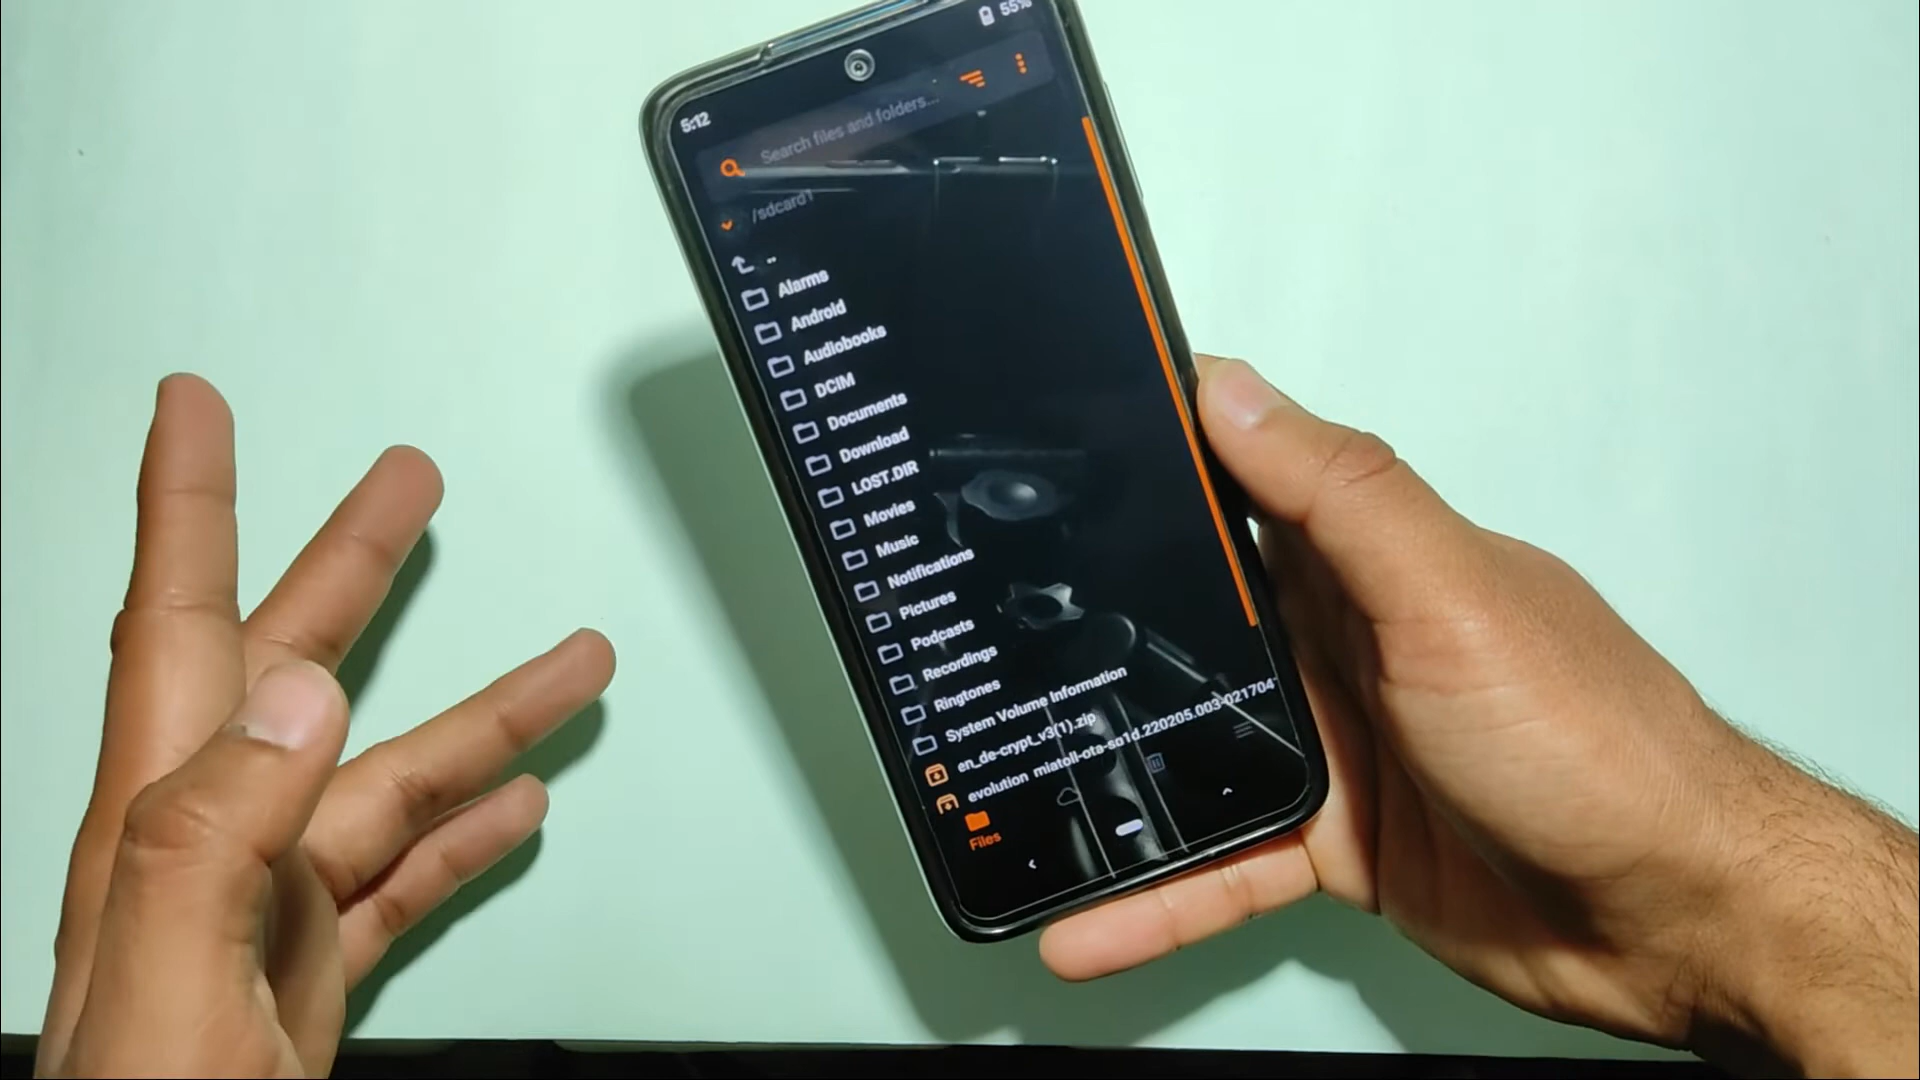 5:12
55%
Search files and folders...
/sdcard1
..
Alarms
Android
Audiobooks
DCIM
Documents
Download
LOST.DIR
Movies
Music
Notifications
Pictures
Podcasts
Recordings
Ringtones
System Volume Information
en_de-crypt_v3(1).zip
evolution_miatoll-ota-sq1d.220205.003-021704
Files